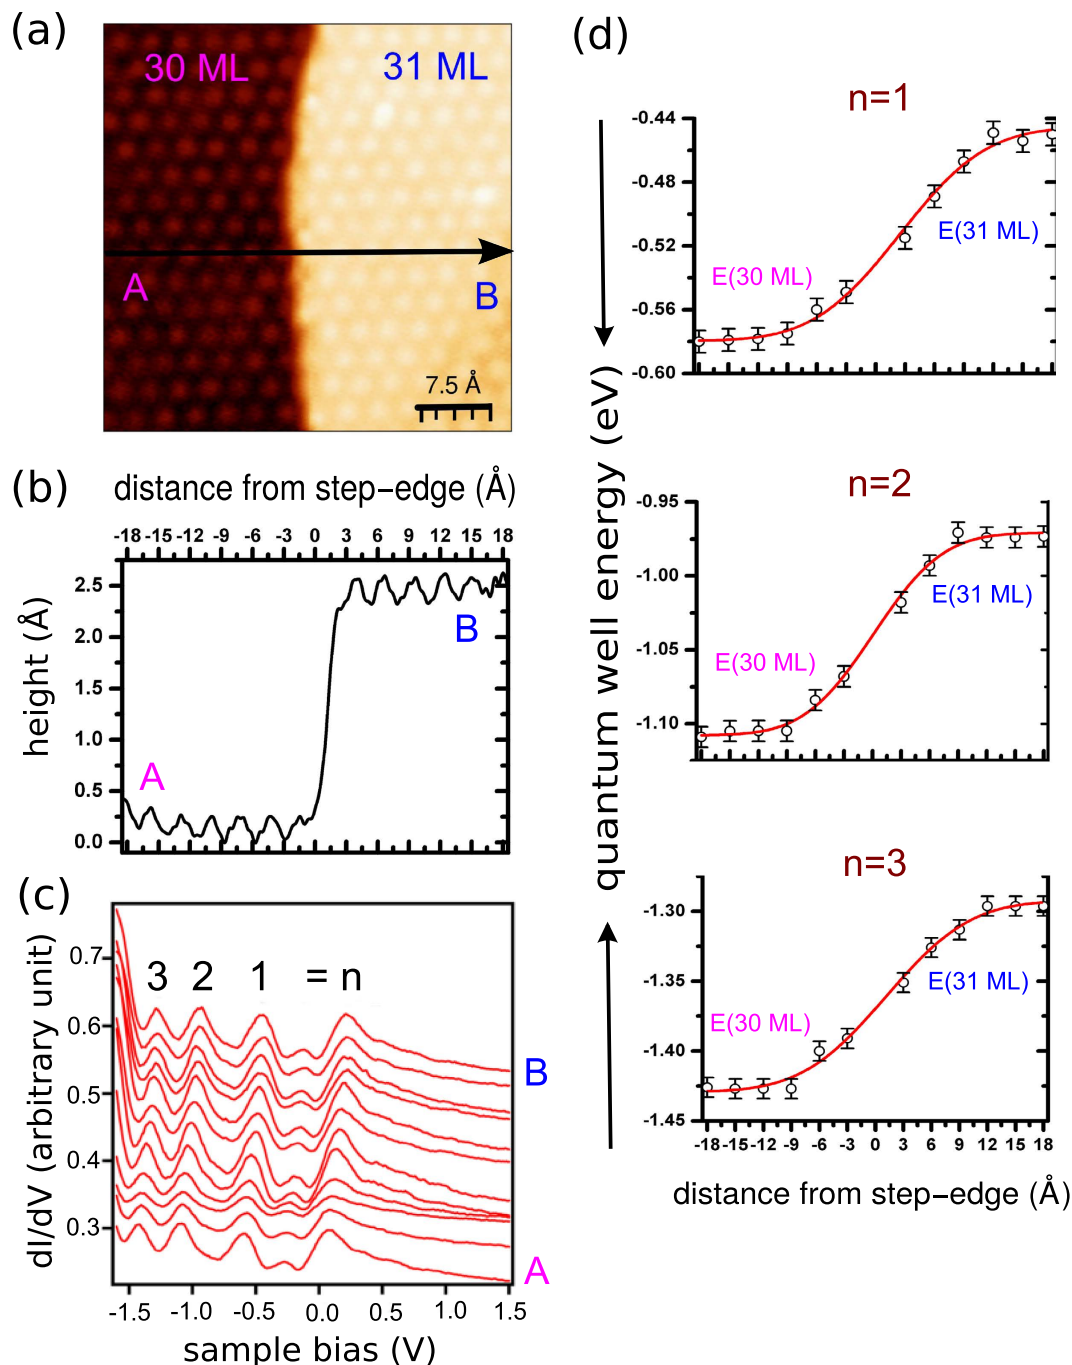 (a)
30 ML
31 ML
A
B
7.5 Å
(b)
distance from step-edge (Å)
-18 -15 -12 -9 -6 -3 0 3 6 9 12 15 18
height (Å)
2.5
2.0
1.5
1.0
0.5
0.0
A
B
(c)
dI/dV (arbitrary unit)
0.7
0.6
0.5
0.4
0.3
3 2 1 = n
B
A
-1.5 -1.0 -0.5 0.0 0.5 1.0 1.5
sample bias (V)
(d)
quantum well energy (eV)
n=1
-0.44
-0.48
-0.52
-0.56
-0.60
E(30 ML)
E(31 ML)
n=2
-0.95
-1.00
-1.05
-1.10
E(30 ML)
E(31 ML)
n=3
-1.30
-1.35
-1.40
-1.45
E(30 ML)
E(31 ML)
-18 -15 -12 -9 -6 -3 0 3 6 9 12 15 18
distance from step-edge (Å)